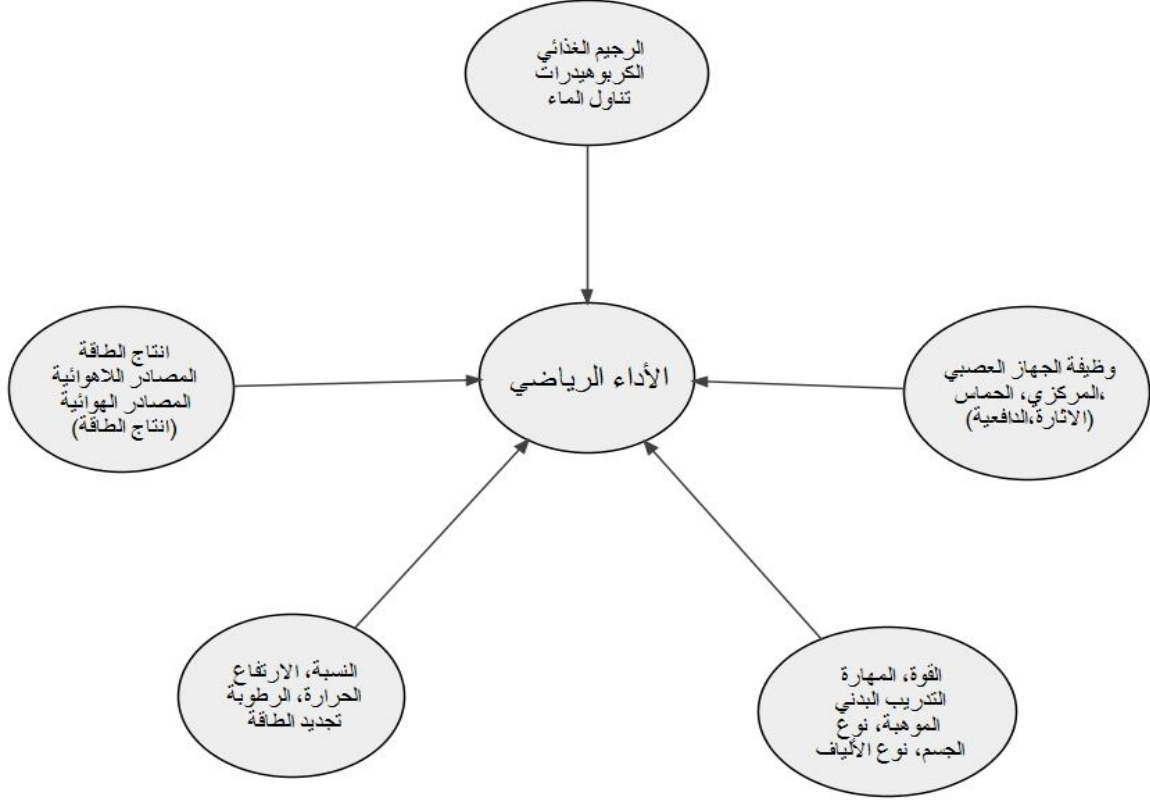 الرجيم الغذائي
الكربوهيدرات
تناول الماء
وظيفة الجهاز العصبي
،المركزي، الحماس
(الاثارة،الدافعية)
الأداء الرياضي
انتاج الطاقة
المصادر اللاهوائية
المصادر الهوائية
(انتاج الطاقة)
القوة، المهارة
التدريب البدني
الموهبة، نوع
الجسم، نوع الألياف
النسبة، الارتفاع
الحرارة، الرطوبة
تجديد الطاقة